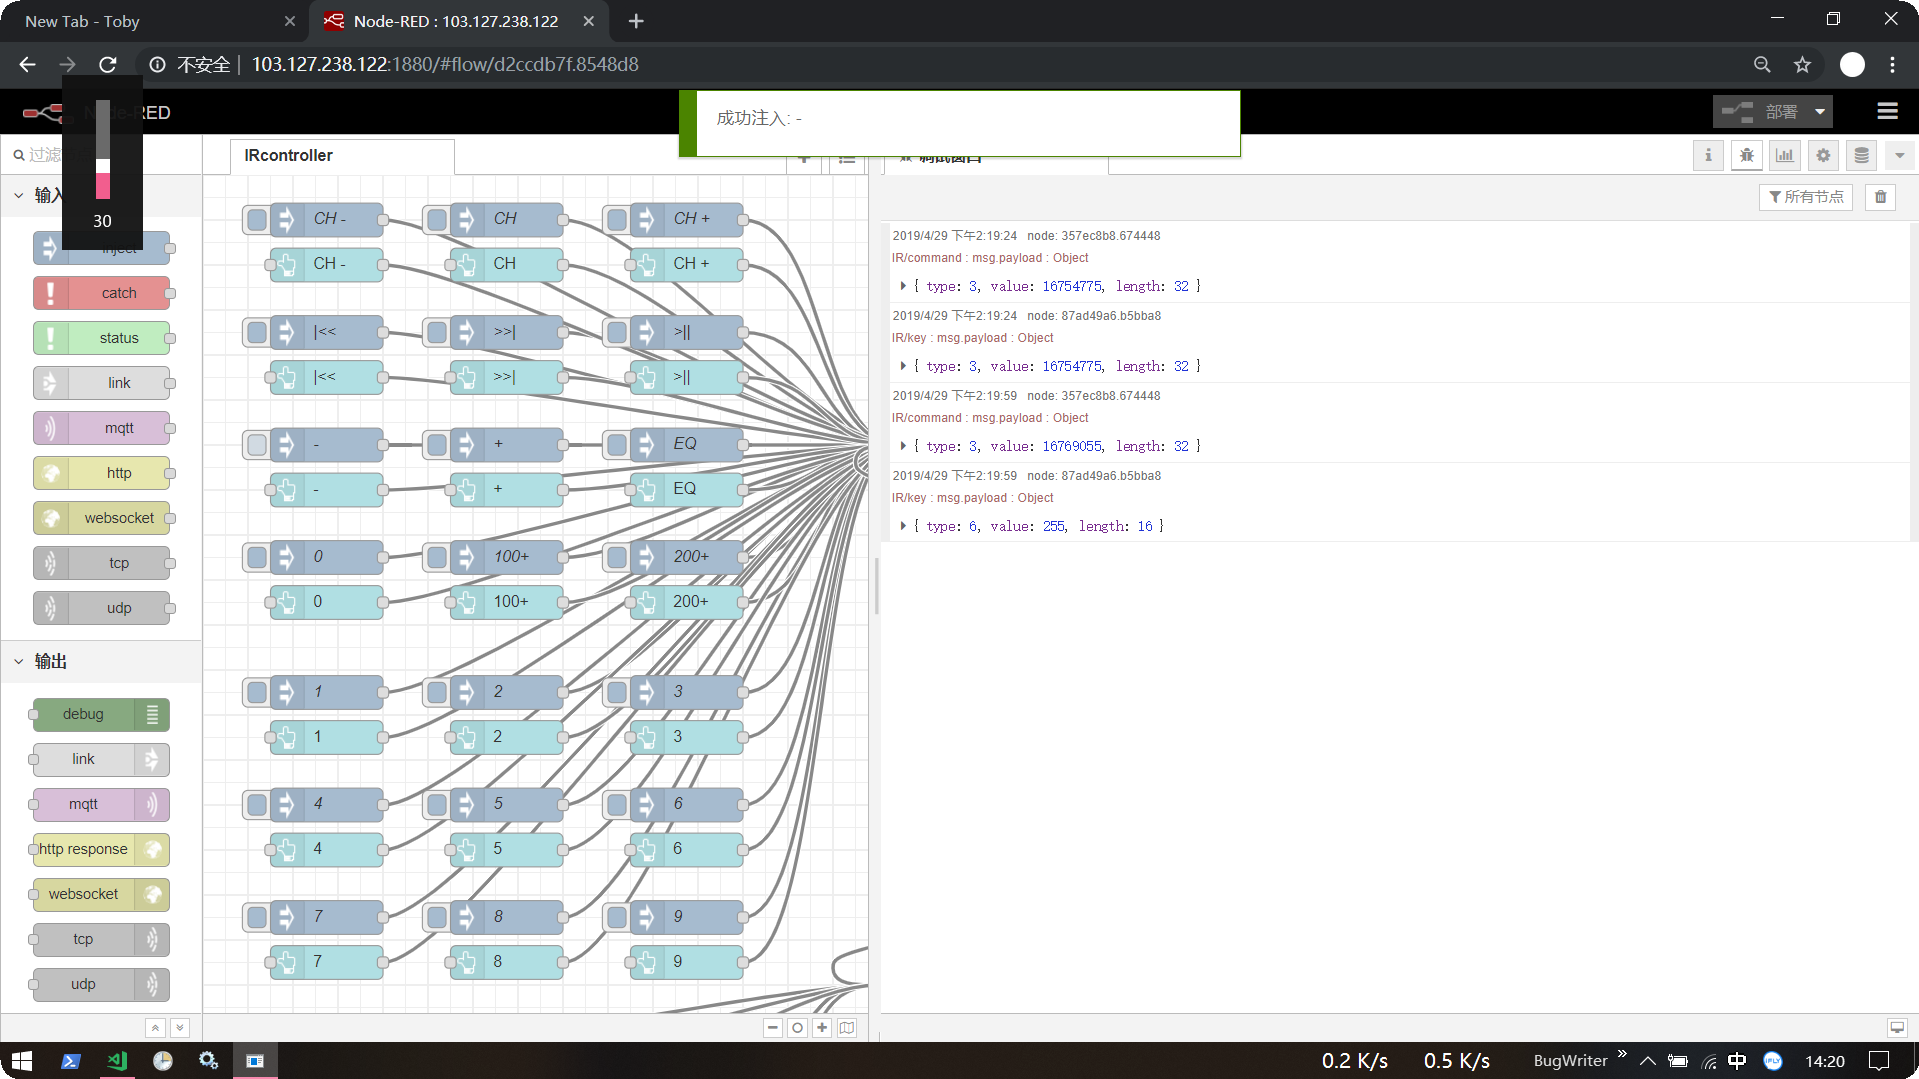 New Tab - Toby
Node-RED : 103.127.238.122
不安全
103.127.238.122:1880/#flow/d2ccdb7f.8548d8
30
成功注入: -
部署
过滤
IRcontroller
所有节点
输入
catch
status
link
mqtt
http
websocket
tcp
udp
输出
debug
link
mqtt
http response
websocket
tcp
udp
CH -
CH
CH +
CH -
CH
CH +
|<<
>>|
>||
|<<
>>|
>||
-
+
EQ
-
+
EQ
0
100+
200+
0
100+
200+
1
2
3
1
2
3
4
5
6
4
5
6
7
8
9
7
8
9
2019/4/29 下午2:19:24 node: 357ec8b8.674448
IR/command : msg.payload : Object
{ type: 3, value: 16754775, length: 32 }
2019/4/29 下午2:19:24 node: 87ad49a6.b5bba8
IR/key : msg.payload : Object
{ type: 3, value: 16754775, length: 32 }
2019/4/29 下午2:19:59 node: 357ec8b8.674448
IR/command : msg.payload : Object
{ type: 3, value: 16769055, length: 32 }
2019/4/29 下午2:19:59 node: 87ad49a6.b5bba8
IR/key : msg.payload : Object
{ type: 6, value: 255, length: 16 }
0.2 K/s
0.5 K/s
BugWriter
中
14:20